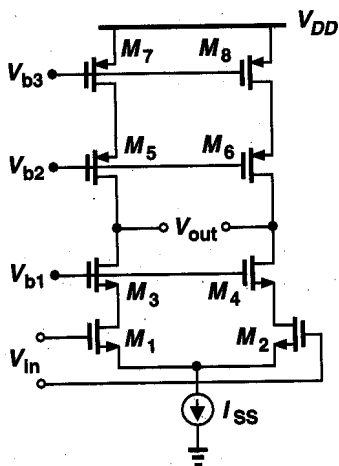 V_DD
M_7
M_8
V_b3
M_5
M_6
V_b2
V_out
V_b1
M_3
M_4
M_1
M_2
V_in
I_SS